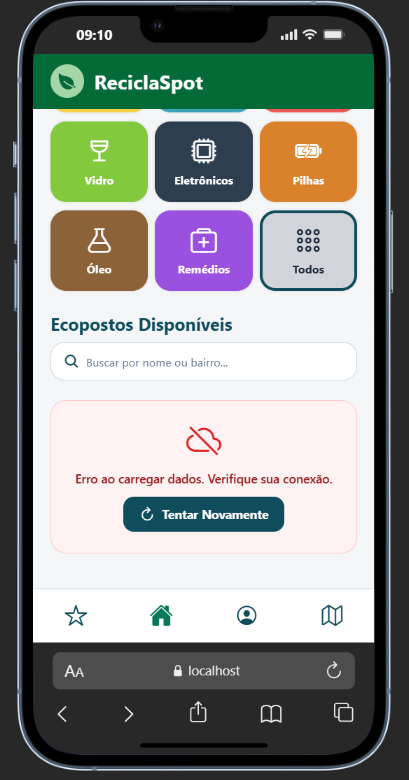 09:10
ReciclaSpot
Vidro
Eletrônicos
Pilhas
Óleo
Remédios
Todos
Ecopostos Disponíveis
Buscar por nome ou bairro...
Erro ao carregar dados. Verifique sua conexão.
Tentar Novamente
AA
localhost